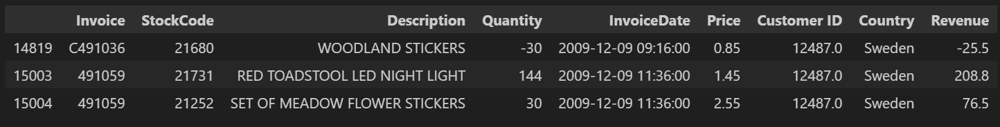 Invoice StockCode Description Quantity InvoiceDate Price Customer ID Country Revenue
14819 C491036 21680 WOODLAND STICKERS -30 2009-12-09 09:16:00 0.85 12487.0 Sweden -25.5
15003 491059 21731 RED TOADSTOOL LED NIGHT LIGHT 144 2009-12-09 11:36:00 1.45 12487.0 Sweden 208.8
15004 491059 21252 SET OF MEADOW FLOWER STICKERS 30 2009-12-09 11:36:00 2.55 12487.0 Sweden 76.5